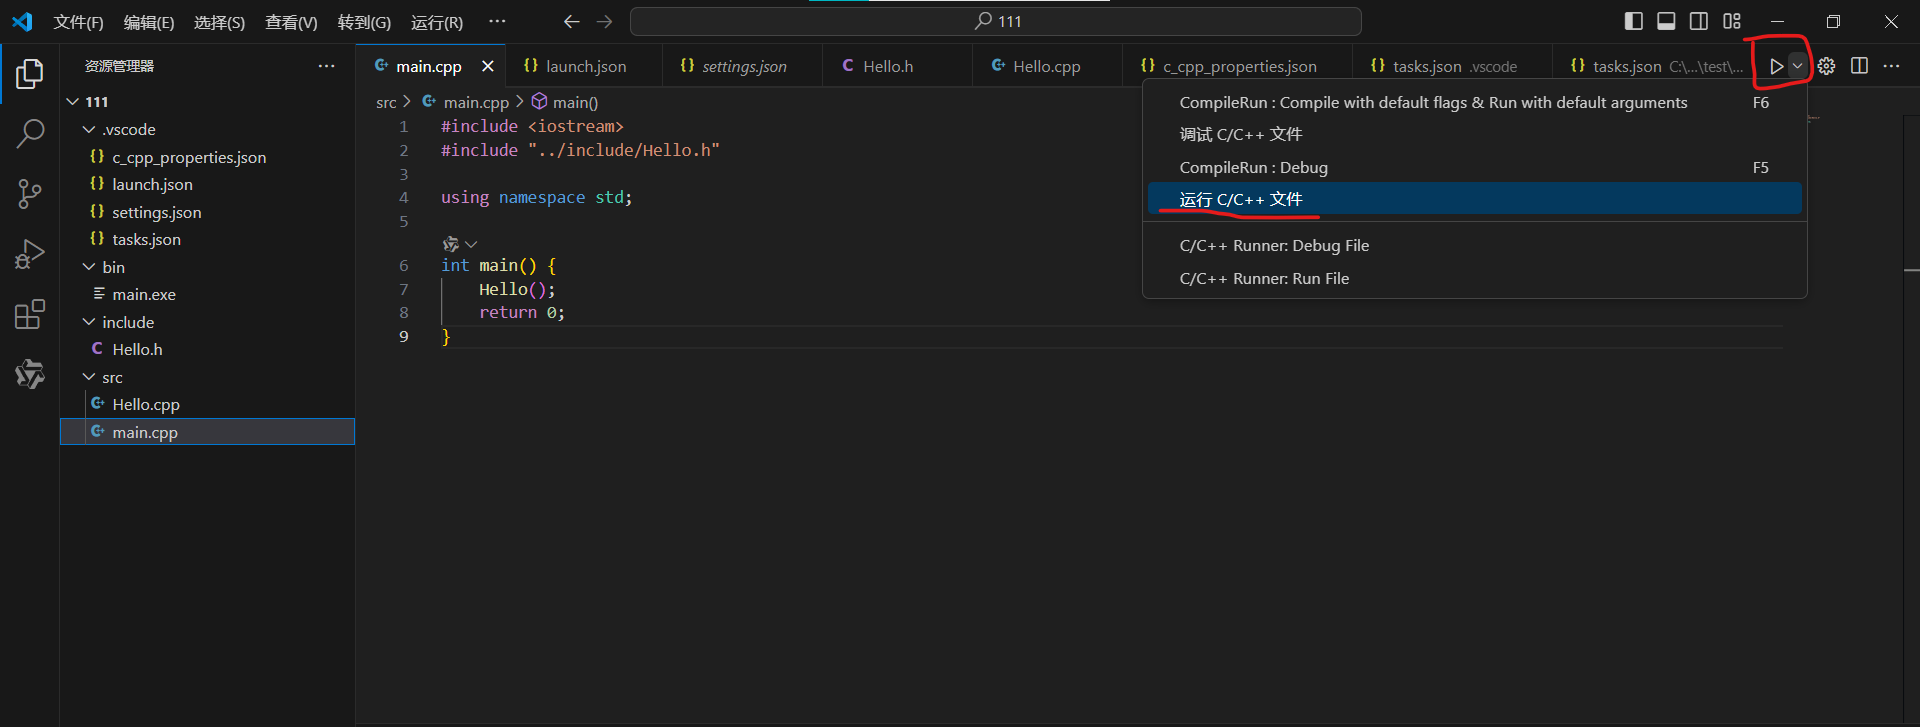 文件(F) 编辑(E) 选择(S) 查看(V) 转到(G) 运行(R) ··· 111
资源管理器 ···
main.cpp launch.json settings.json Hello.h Hello.cpp c_cpp_properties.json tasks.json .vscode tasks.json C:\...\test\...
111
.vscode
c_cpp_properties.json
launch.json
settings.json
tasks.json
bin
main.exe
include
Hello.h
src
Hello.cpp
main.cpp
src > main.cpp > main()
1 #include <iostream>
2 #include "../include/Hello.h"
3
4 using namespace std;
5
6 int main() {
7 Hello();
8 return 0;
9 }
CompileRun : Compile with default flags & Run with default arguments F6
调试 C/C++ 文件
CompileRun : Debug F5
运行 C/C++ 文件
C/C++ Runner: Debug File
C/C++ Runner: Run File